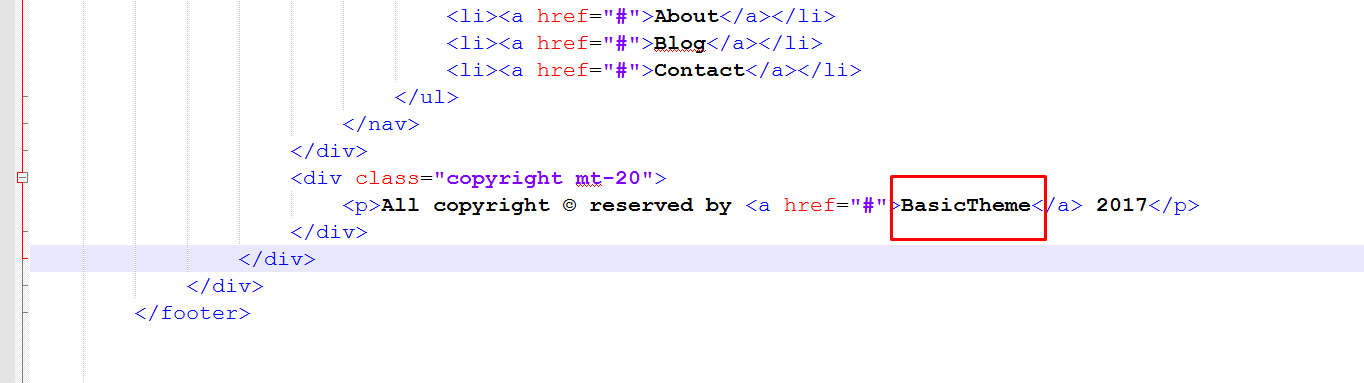 <li><a href="#">About</a></li>
<li><a href="#">Blog</a></li>
<li><a href="#">Contact</a></li>
</ul>
</nav>
</div>
<div class="copyright mt-20">
<p>All copyright © reserved by <a href="#">BasicTheme</a> 2017</p>
</div>
</div>
</div>
</footer>